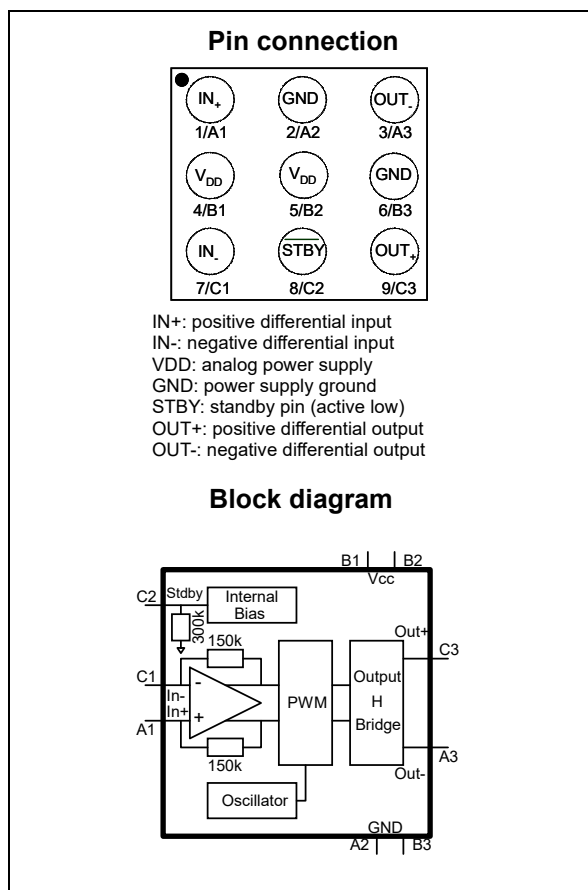 Pin connection
IN+ GND OUT-
1/A1 2/A2 3/A3
VDD VDD GND
4/B1 5/B2 6/B3
IN- STBY OUT+
7/C1 8/C2 9/C3
IN+: positive differential input
IN-: negative differential input
VDD: analog power supply
GND: power supply ground
STBY: standby pin (active low)
OUT+: positive differential output
OUT-: negative differential output
Block diagram
B1 B2
Vcc
C2 Stdby
Internal
Bias
300k
Out+
150k
C3
C1
-
In-
In+
+
A1
PWM
Output
H
Bridge
150k
A3
Out-
Oscillator
GND
A2 B3